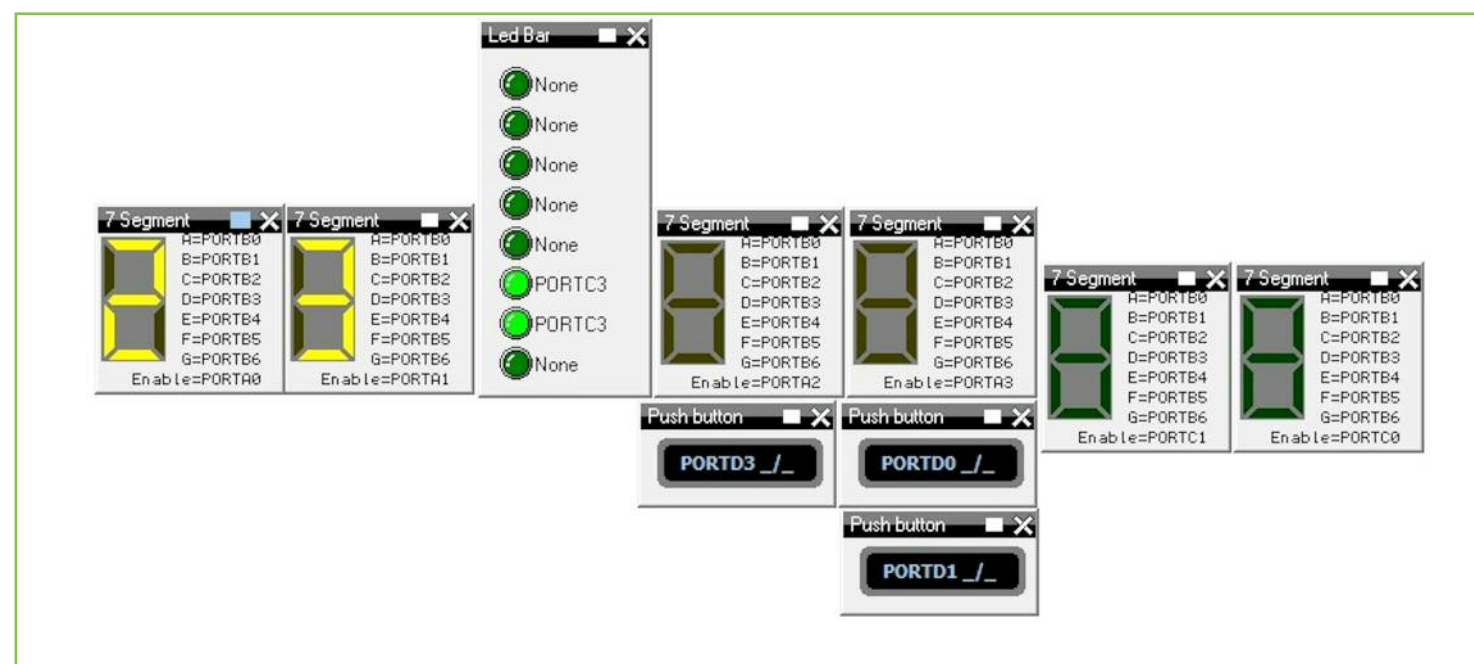 Led Bar
None
None
None
None
None
PORTC3
PORTC3
None
7 Segment
A=PORTB0
B=PORTB1
C=PORTB2
D=PORTB3
E=PORTB4
F=PORTB5
G=PORTB6
Enable=PORTA0
7 Segment
A=PORTB0
B=PORTB1
C=PORTB2
D=PORTB3
E=PORTB4
F=PORTB5
G=PORTB6
Enable=PORTA1
7 Segment
A=PORTB0
B=PORTB1
C=PORTB2
D=PORTB3
E=PORTB4
F=PORTB5
G=PORTB6
Enable=PORTA2
7 Segment
A=PORTB0
B=PORTB1
C=PORTB2
D=PORTB3
E=PORTB4
F=PORTB5
G=PORTB6
Enable=PORTA3
7 Segment
A=PORTB0
B=PORTB1
C=PORTB2
D=PORTB3
E=PORTB4
F=PORTB5
G=PORTB6
Enable=PORTC1
7 Segment
A=PORTB0
B=PORTB1
C=PORTB2
D=PORTB3
E=PORTB4
F=PORTB5
G=PORTB6
Enable=PORTC0
Push button
PORTD3 _/_
Push button
PORTD0 _/_
Push button
PORTD1 _/_